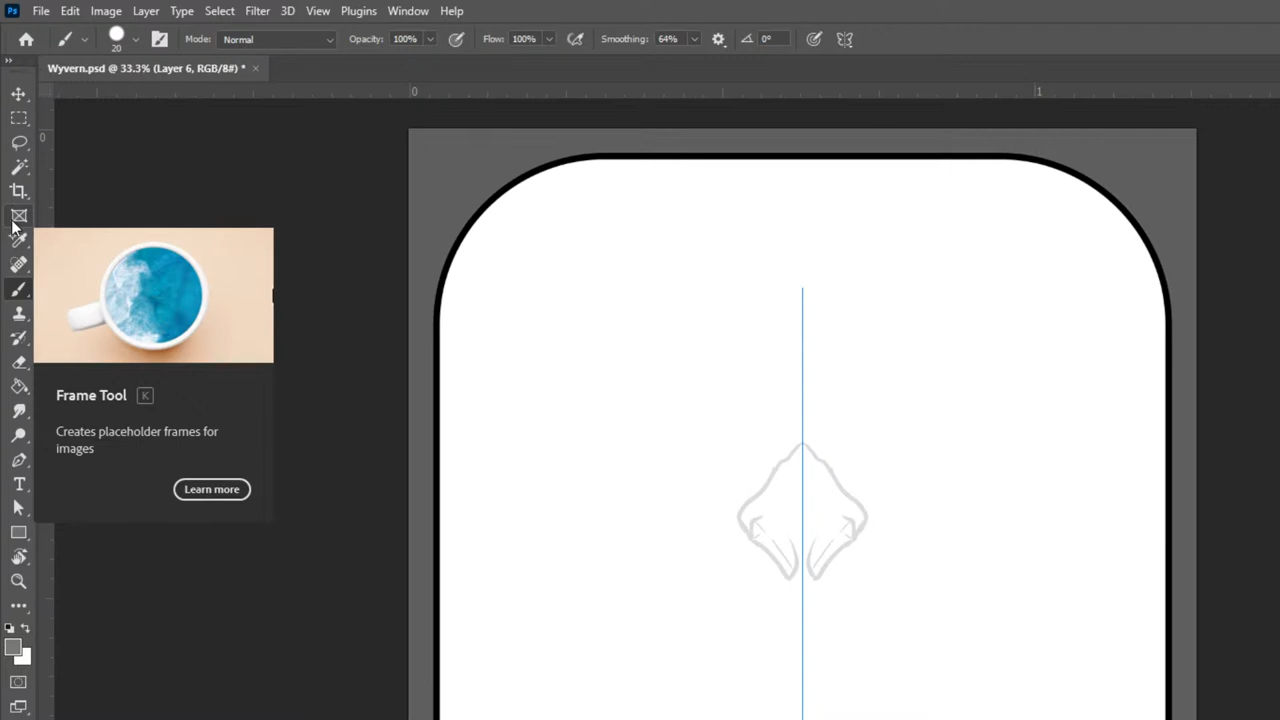 Ps File Edit Image Layer Type Select Filter 3D View Plugins Window Help
20 Mode: Normal Opacity: 100% Flow: 100% Smoothing: 64% 0°
Wyvern.psd @ 33.3% (Layer 6, RGB/8#) * ×
0 1
0
Frame Tool K
Creates placeholder frames for
images
Learn more